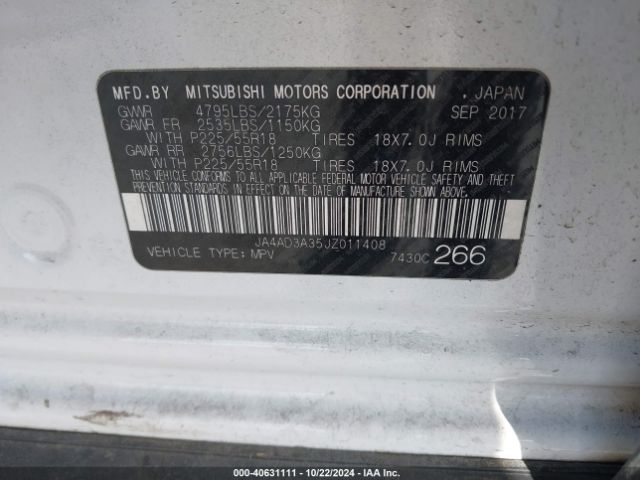 MFD.BY MITSUBISHI MOTORS CORPORATION . JAPAN
GVWR 4795LBS/2175KG SEP 2017
GAWR FR 2535LBS/1150KG
WITH P225/55R18 TIRES 18X7.0J RIMS
GAWR RR 2756LBS/1250KG
WITH P225/55R18 TIRES 18X7.0J RIMS
THIS VEHICLE CONFORMS TO ALL APPLICABLE FEDERAL MOTOR VEHICLE SAFETY AND THEFT
PREVENTION STANDARDS IN EFFECT ON THE DATE OF MANUFACTURE SHOWN ABOVE.
JA4AD3A35JZ011408
VEHICLE TYPE: MPV 7430C 266
000-40631111 - 10/22/2024 - IAA Inc.